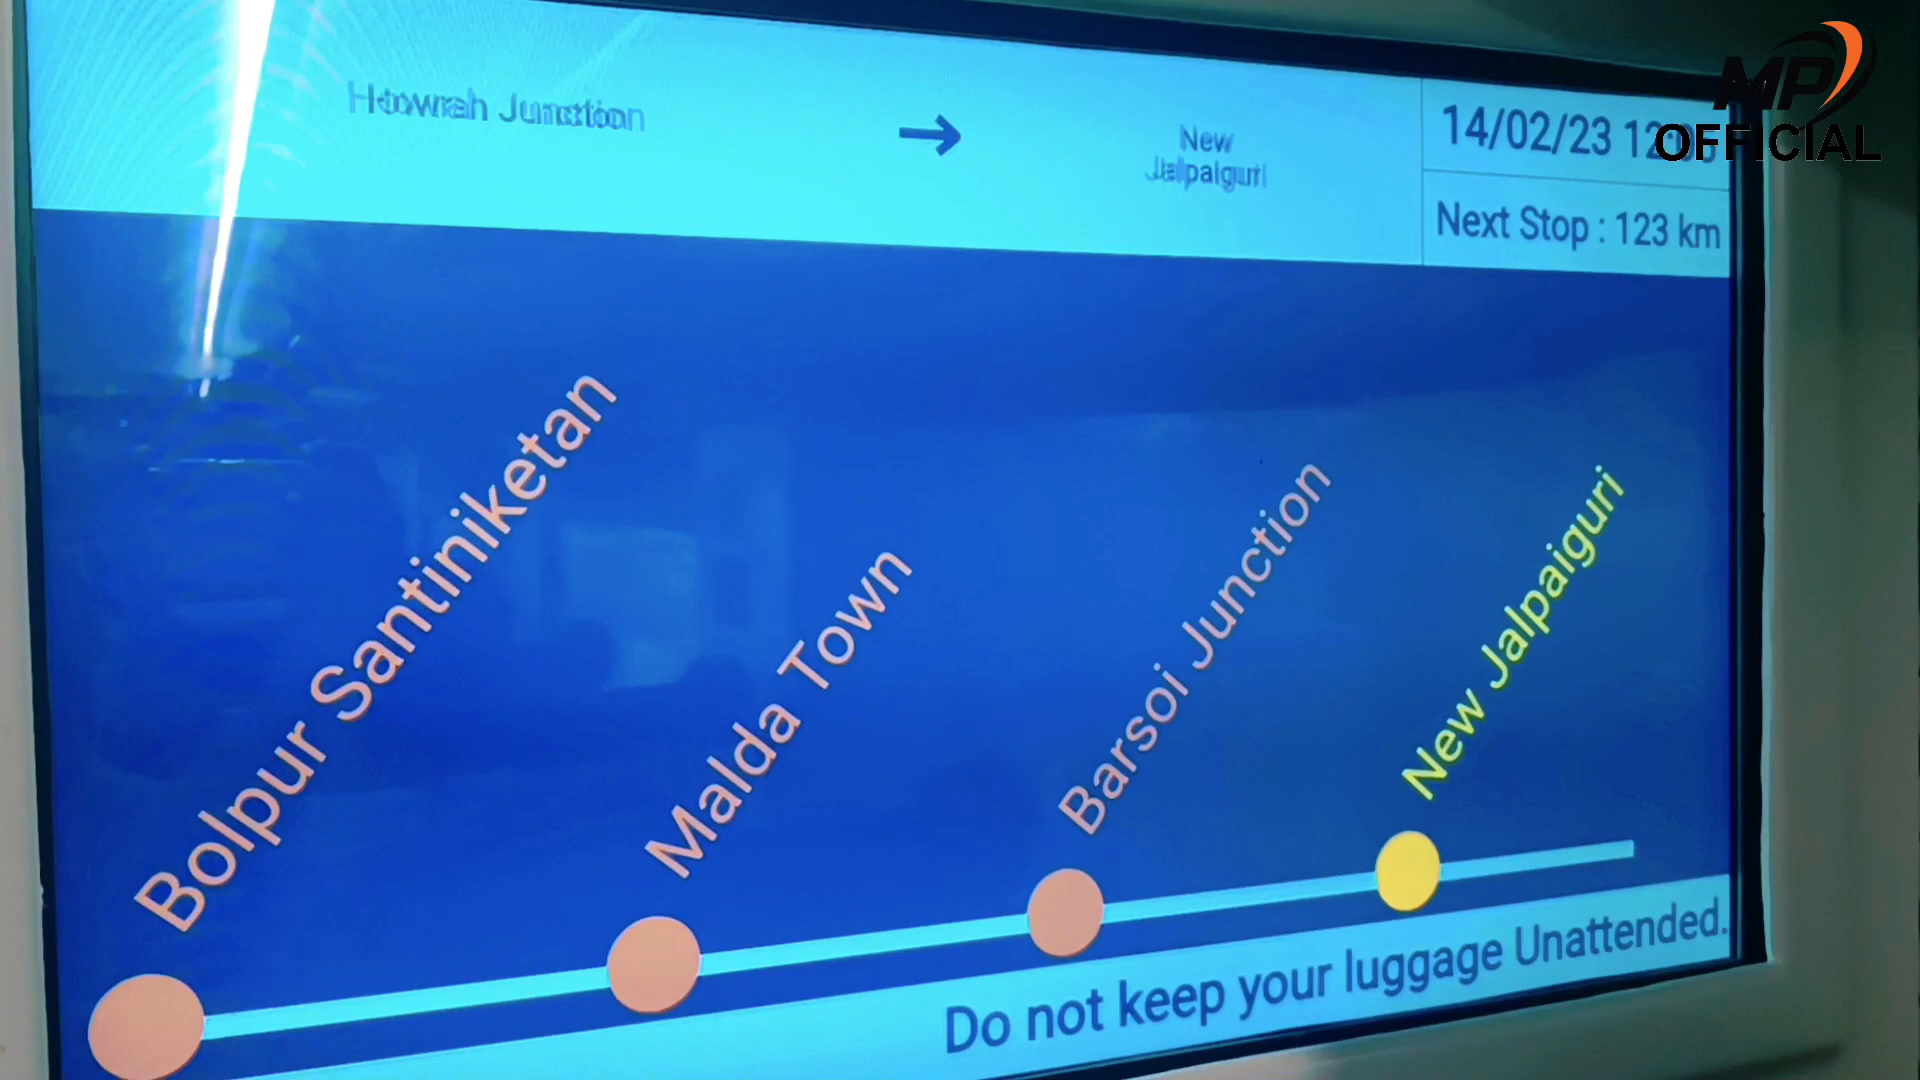 Howrah Junction
→
New
Jalpaiguri
14/02/23
Next Stop : 123 km
MP
OFFICIAL
Bolpur Santiniketan
Malda Town
Barsoi Junction
New Jalpaiguri
Do not keep your luggage Unattended.